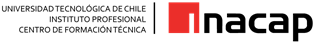 UNIVERSIDAD TECNOLÓGICA DE CHILE
INSTITUTO PROFESIONAL
CENTRO DE FORMACIÓN TÉCNICA
inacap